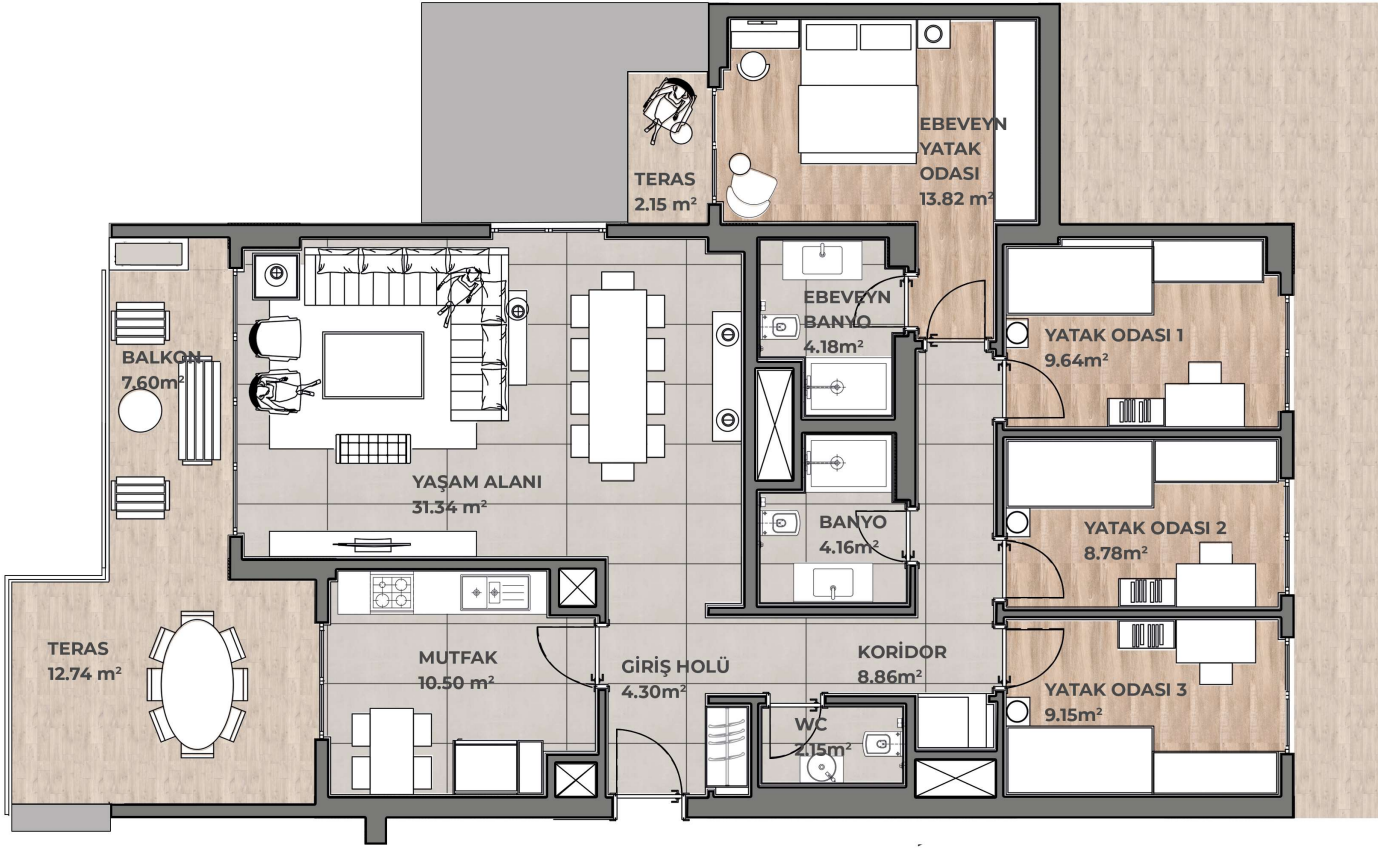 EBEVEYN
YATAK
ODASI
13.82 m²
TERAS
2.15 m²
EBEVEYN
BANYO
4.18m²
YATAK ODASI 1
9.64m²
BALKON
7.60m²
YAŞAM ALANI
31.34 m²
BANYO
4.16m²
YATAK ODASI 2
8.78m²
TERAS
12.74 m²
MUTFAK
10.50 m²
GİRİŞ HOLÜ
4.30m²
KORİDOR
8.86m²
YATAK ODASI 3
9.15m²
WC
2.15m²